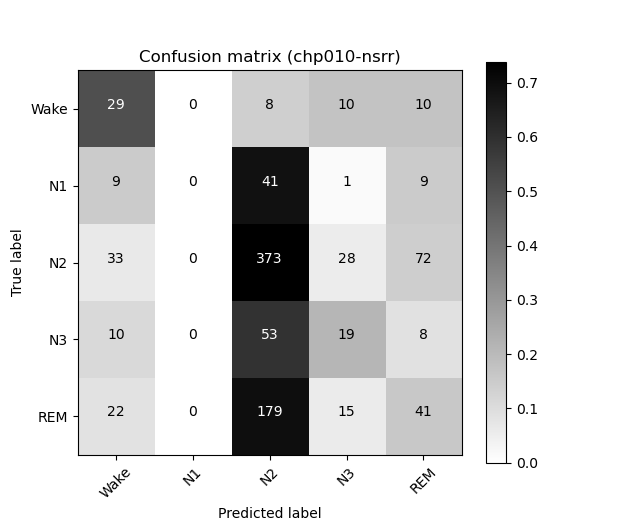 Confusion matrix (chp010-nsrr)
True label
Wake 29 0 8 10 10
N1 9 0 41 1 9
N2 33 0 373 28 72
N3 10 0 53 19 8
REM 22 0 179 15 41
Wake N1 N2 N3 REM
Predicted label
0.7
0.6
0.5
0.4
0.3
0.2
0.1
0.0